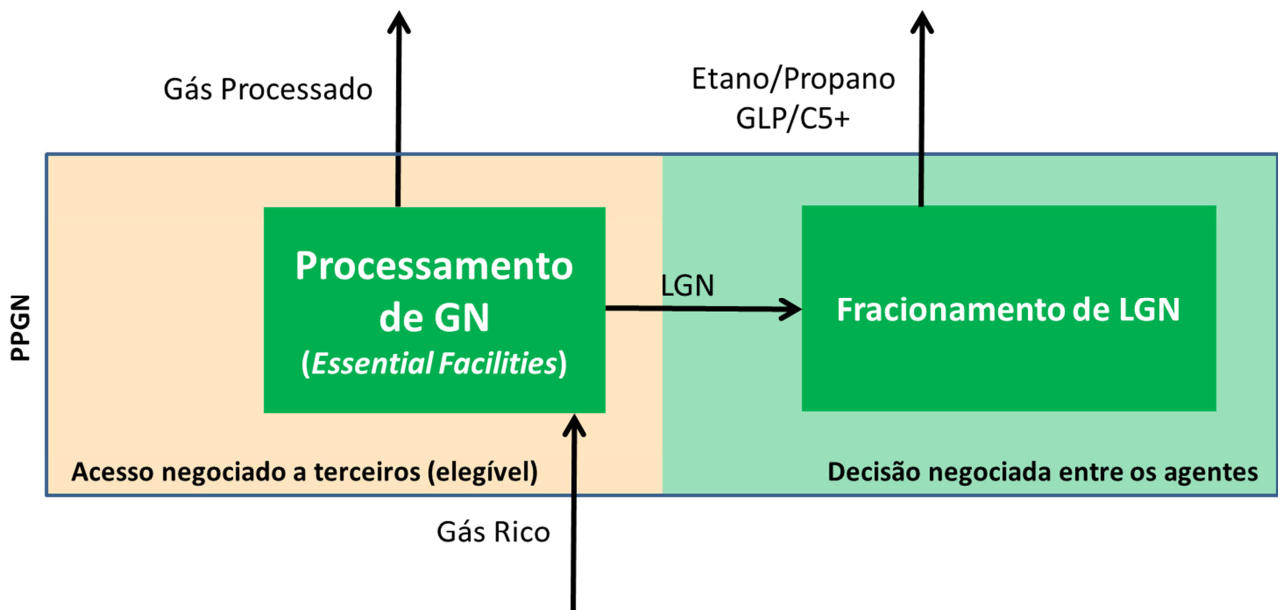 Gás Processado
Etano/Propano
GLP/C5+
PPGN
Processamento
de GN
(Essential Facilities)
LGN
Fracionamento de LGN
Acesso negociado a terceiros (elegível)
Decisão negociada entre os agentes
Gás Rico